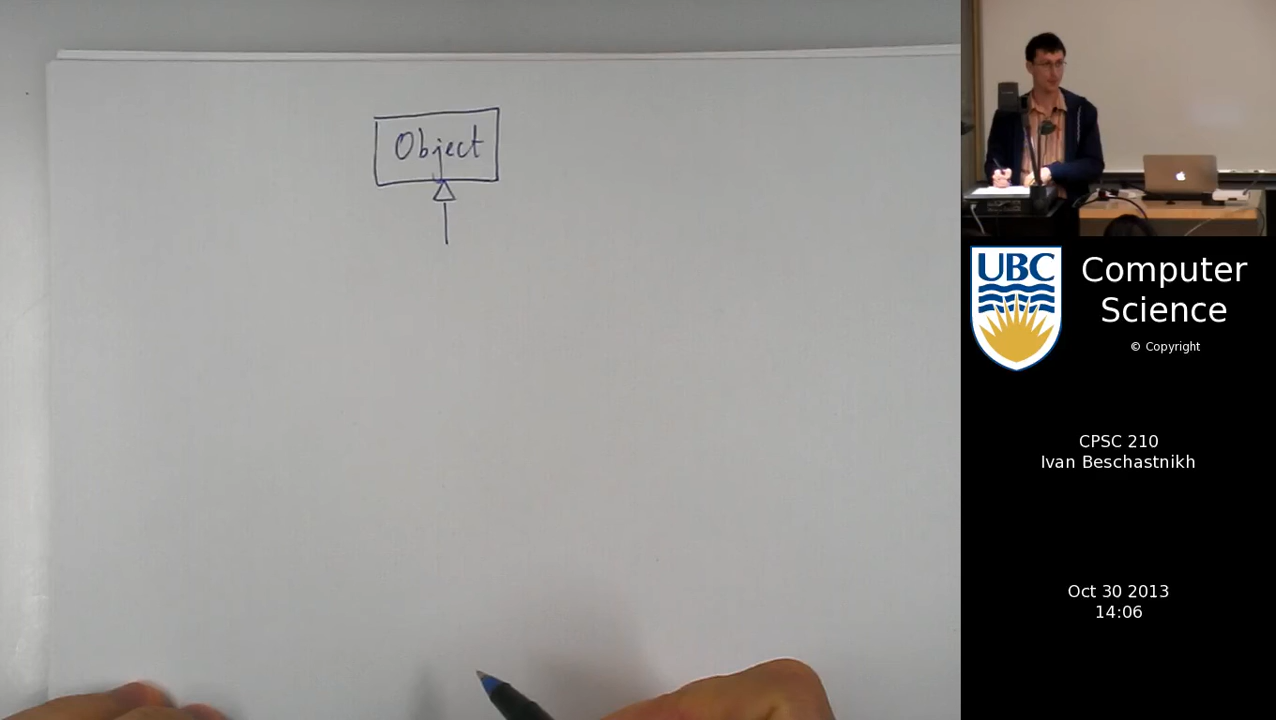 Object
UBC
Computer
Science
© Copyright
CPSC 210
Ivan Beschastnikh
Oct 30 2013
14:06